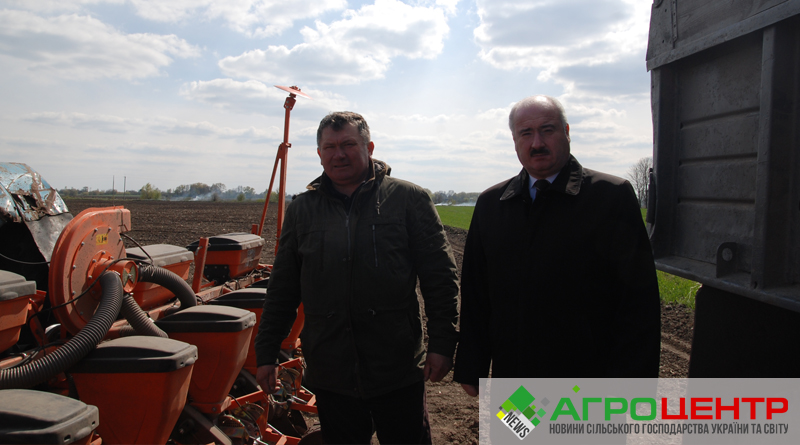 NEWS
АГРОЦЕНТР
НОВИНИ СІЛЬСЬКОГО ГОСПОДАРСТВА УКРАЇНИ ТА СВІТУ